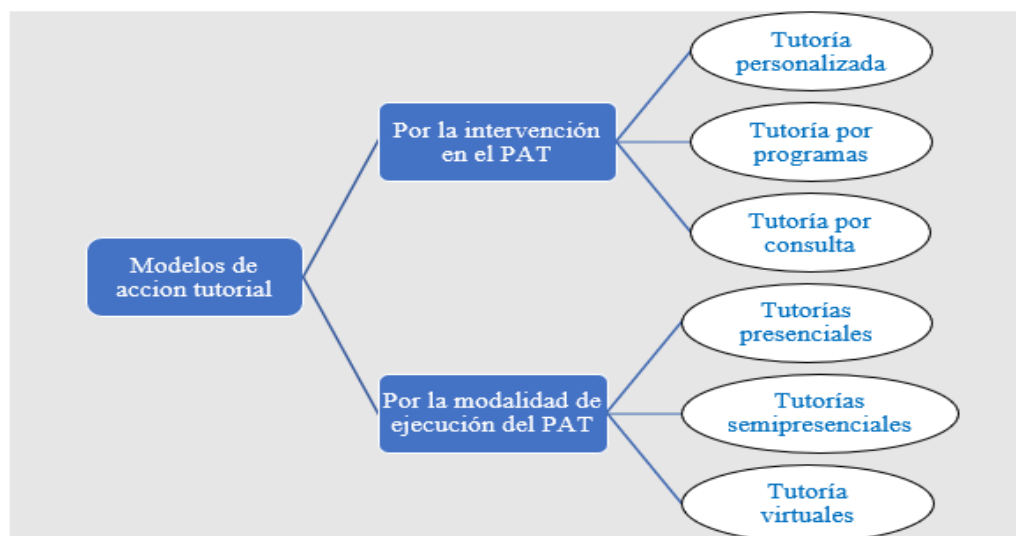 Modelos de
accion tutorial
Por la intervención
en el PAT
Tutoría
personalizada
Tutoría por
programas
Tutoría por
consulta
Por la modalidad de
ejecución del PAT
Tutorías
presenciales
Tutorías
semipresenciales
Tutoría
virtuales